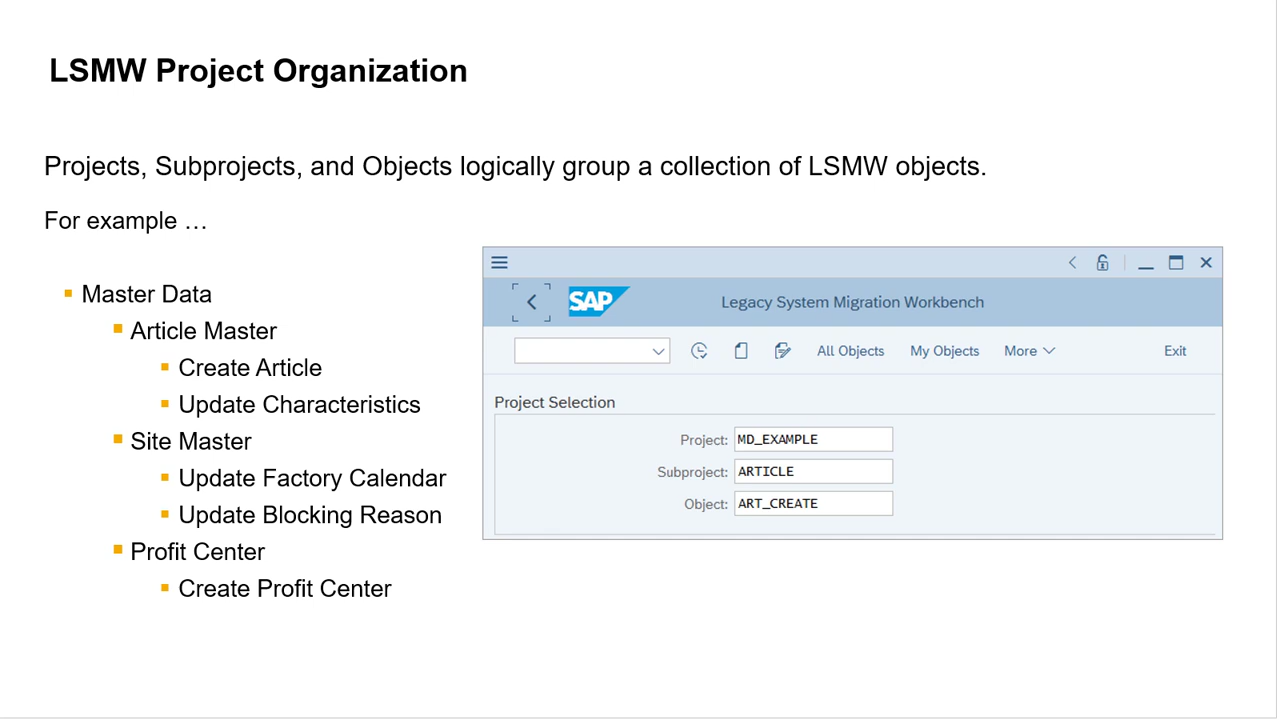 LSMW Project Organization
Projects, Subprojects, and Objects logically group a collection of LSMW objects.
For example …
Master Data
Article Master
Create Article
Update Characteristics
Site Master
Update Factory Calendar
Update Blocking Reason
Profit Center
Create Profit Center
SAP Legacy System Migration Workbench
All Objects My Objects More Exit
Project Selection
Project: MD_EXAMPLE
Subproject: ARTICLE
Object: ART_CREATE